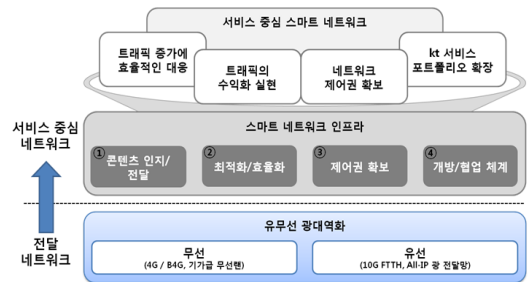 서비스 중심 스마트 네트워크
트래픽 증가에
효율적인 대응
트래픽의
수익화 실현
네트워크
제어권 확보
kt 서비스
포트폴리오 확장
서비스 중심
네트워크
스마트 네트워크 인프라
① 콘텐츠 인지/
전달
② 최적화/효율화
③ 제어권 확보
④ 개방/협업 체계
전달
네트워크
유무선 광대역화
무선
(4G / B4G, 기가급 무선랜)
유선
(10G FTTH, All-IP 광 전달망)